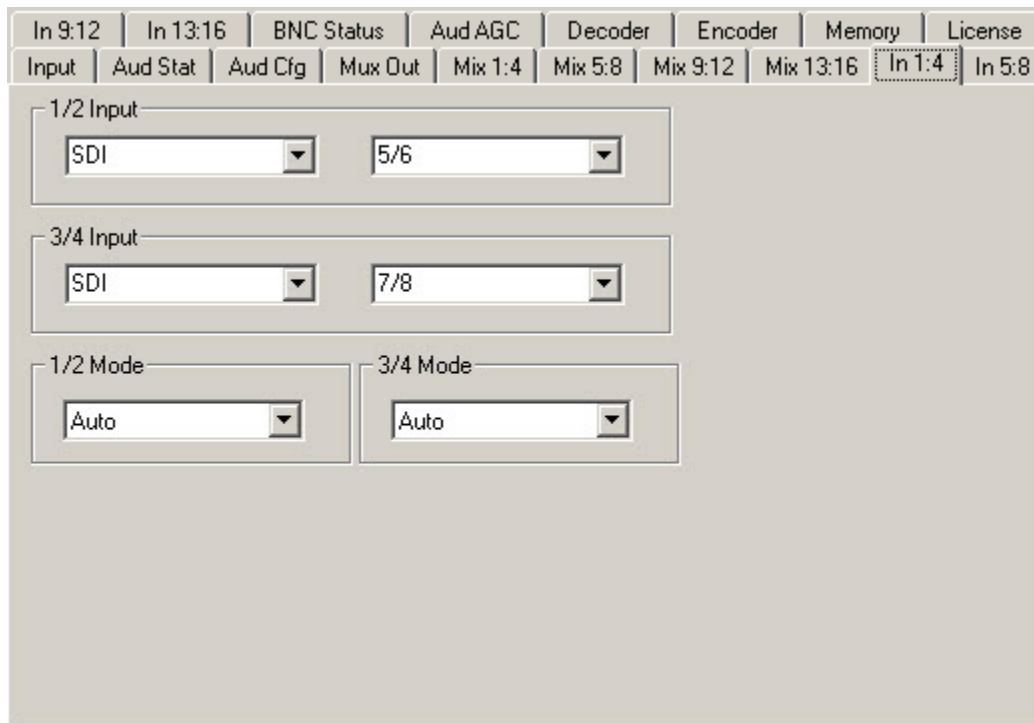 In 9:12 In 13:16 BNC Status Aud AGC Decoder Encoder Memory License
Input Aud Stat Aud Cfg Mux Out Mix 1:4 Mix 5:8 Mix 9:12 Mix 13:16 In 1:4 In 5:8
1/2 Input
SDI 5/6
3/4 Input
SDI 7/8
1/2 Mode 3/4 Mode
Auto Auto